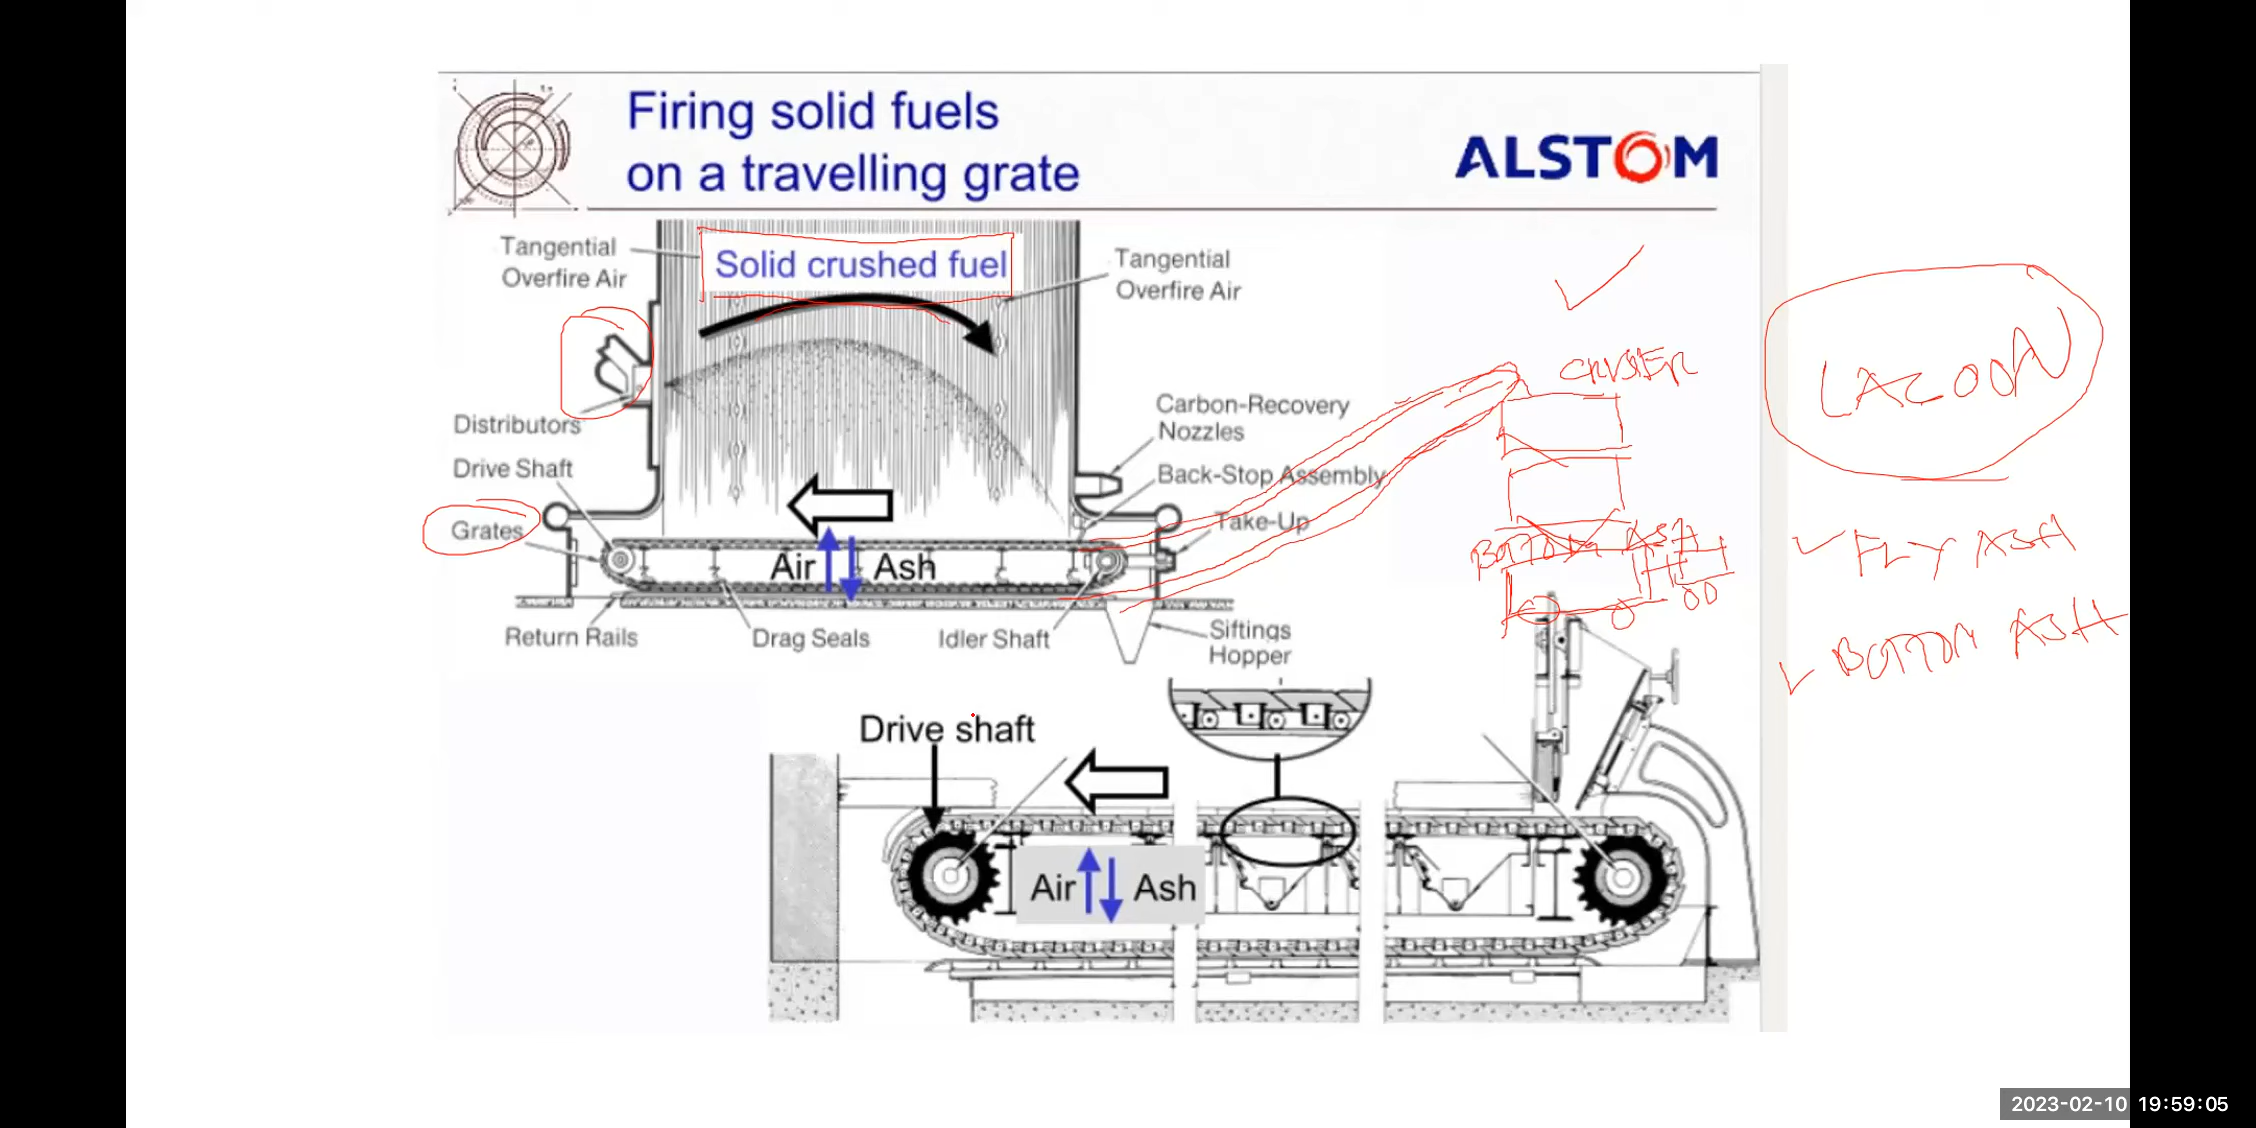 Firing solid fuels
on a travelling grate
ALSTOM
Tangential
Overfire Air
Solid crushed fuel
Tangential
Overfire Air
Distributors
Drive Shaft
Grates
Carbon-Recovery
Nozzles
Back-Stop Assembly
Take-Up
Air
Ash
Return Rails
Drag Seals
Idler Shaft
Siftings
Hopper
BOTTOM ASH
LAGOON
FLY ASH
BOTTOM ASH
Drive shaft
Air
Ash
2023-02-10 19:59:05